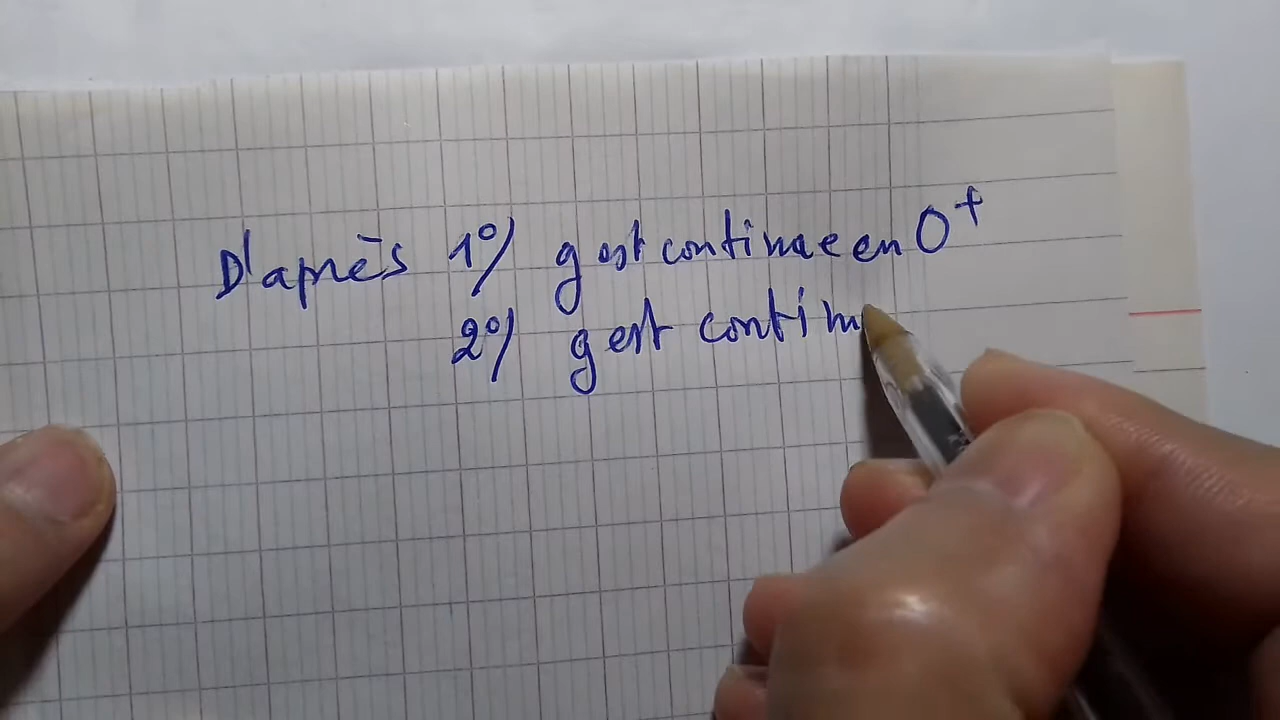 D'après 1°/ g est continue en 0⁺
2°/ g est contin